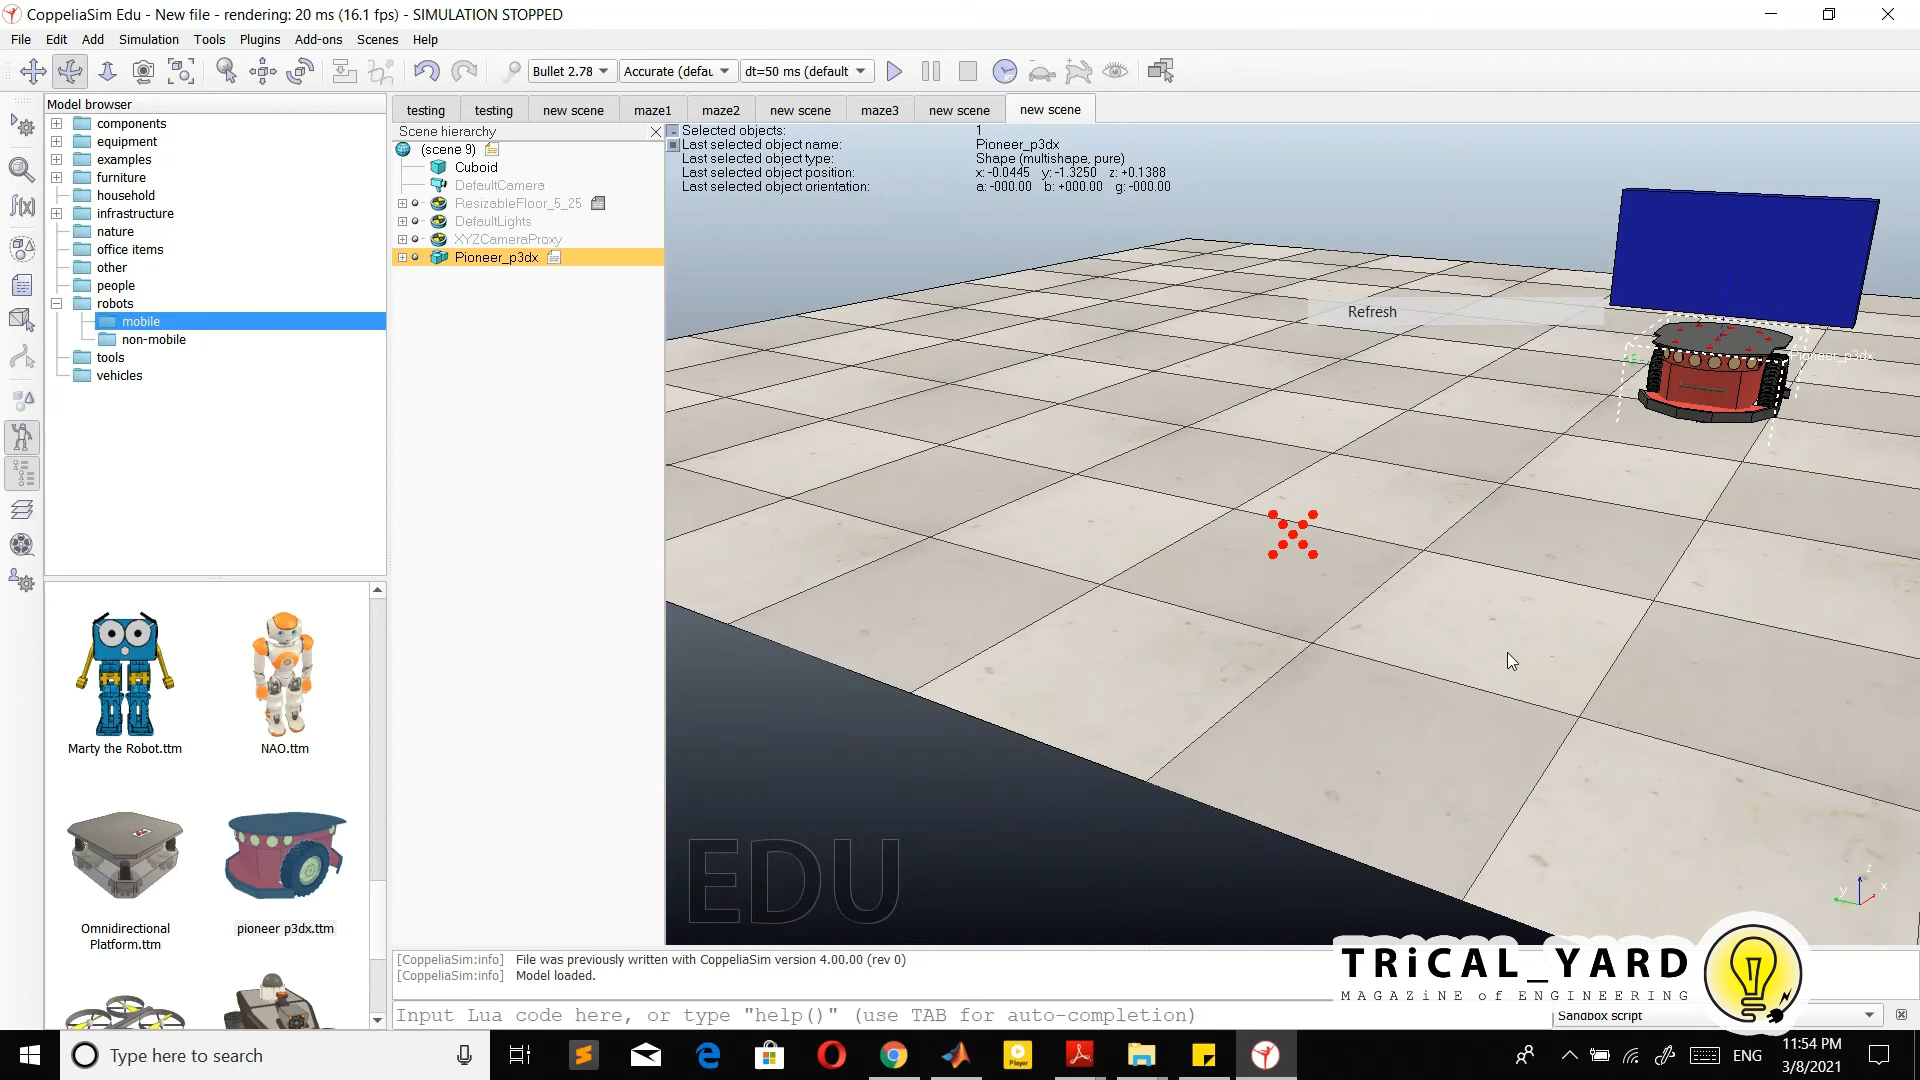 CoppeliaSim Edu - New file - rendering: 20 ms (16.1 fps) - SIMULATION STOPPED
File Edit Add Simulation Tools Plugins Add-ons Scenes Help
Bullet 2.78 Accurate (defau dt=50 ms (default
Model browser
components
equipment
examples
furniture
household
infrastructure
nature
office items
other
people
robots
mobile
non-mobile
tools
vehicles
Marty the Robot.ttm
NAO.ttm
Omnidirectional
Platform.ttm
pioneer p3dx.ttm
testing testing new scene maze1 maze2 new scene maze3 new scene new scene
Scene hierarchy
(scene 9)
Cuboid
DefaultCamera
ResizableFloor_5_25
DefaultLights
XYZCameraProxy
Pioneer_p3dx
Selected objects: 1
Last selected object name: Pioneer_p3dx
Last selected object type: Shape (multishape, pure)
Last selected object position: x: -0.0445 y: -1.3250 z: +0.1388
Last selected object orientation: a: -000.00 b: +000.00 g: -000.00
Refresh
Pioneer_p3dx
EDU
z
y
x
[CoppeliaSim:info] File was previously written with CoppeliaSim version 4.00.00 (rev 0)
[CoppeliaSim:info] Model loaded.
Input Lua code here, or type "help()" (use TAB for auto-completion)
Sandbox script
TRiCAL_YARD
MAGAZiNE of ENGINEERING
Type here to search
Player
ENG
11:54 PM
3/8/2021